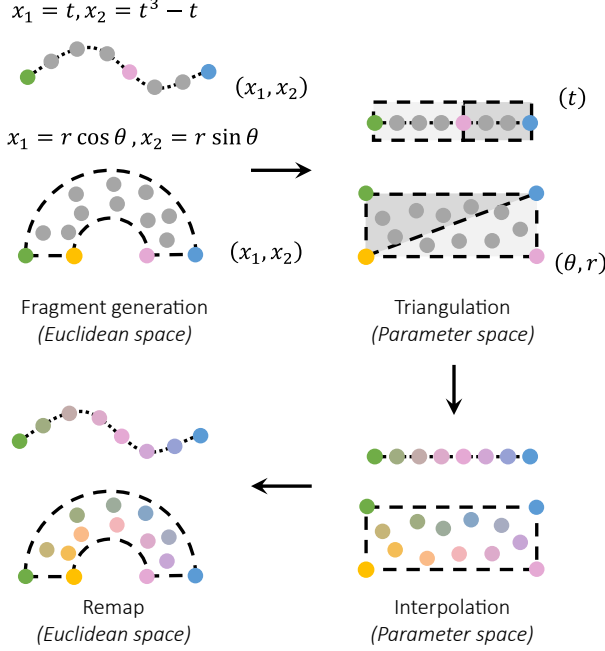 x₁ = t, x₂ = t³ − t
(x₁, x₂)
(t)
x₁ = r cos θ , x₂ = r sin θ
(x₁, x₂)
(θ, r)
Fragment generation
(Euclidean space)
Triangulation
(Parameter space)
Remap
(Euclidean space)
Interpolation
(Parameter space)